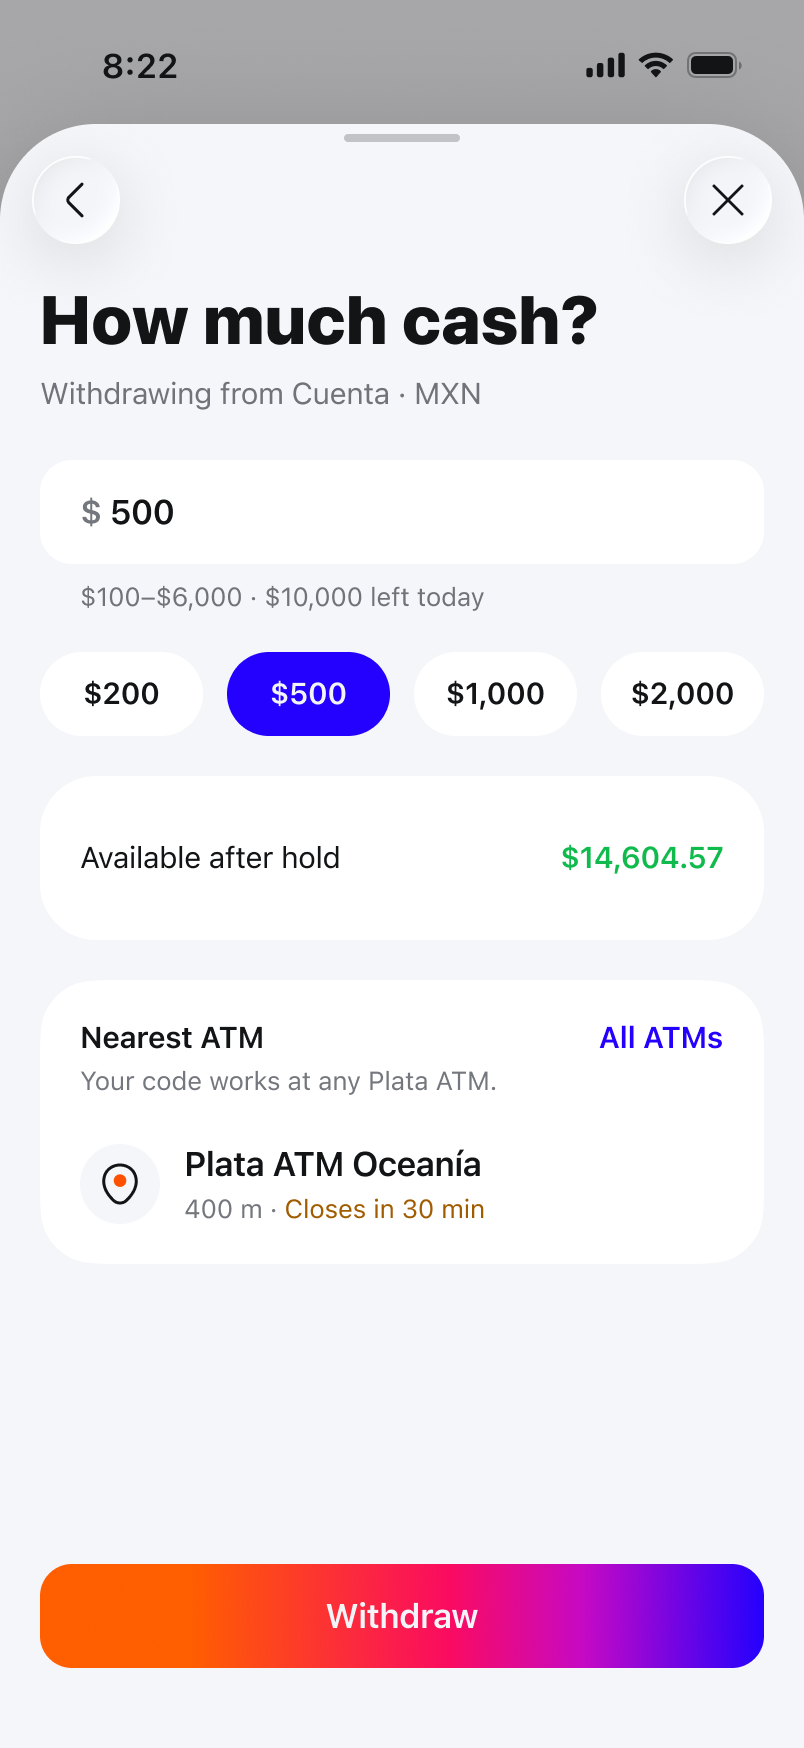 8:22
How much cash?
Withdrawing from Cuenta · MXN
$ 500
$100–$6,000 · $10,000 left today
$200 $500 $1,000 $2,000
Available after hold $14,604.57
Nearest ATM All ATMs
Your code works at any Plata ATM.
Plata ATM Oceanía
400 m · Closes in 30 min
Withdraw